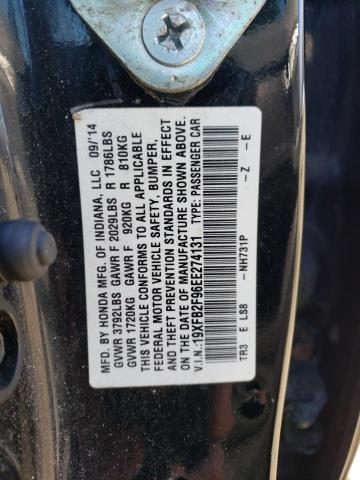 MFD. BY HONDA MFG. OF INDIANA, LLC 09/'14
GVWR 3792LBS GAWR F 2029LBS R 1786LBS
GVWR 1720KG GAWR F 920KG R 810KG
THIS VEHICLE CONFORMS TO ALL APPLICABLE
FEDERAL MOTOR VEHICLE SAFETY, BUMPER,
AND THEFT PREVENTION STANDARDS IN EFFECT
ON THE DATE OF MANUFACTURE SHOWN ABOVE.
V.I.N.: 19XFB2F96EE274131 TYPE: PASSENGER CAR
TR3 E LS8 -NH731P -Z -E